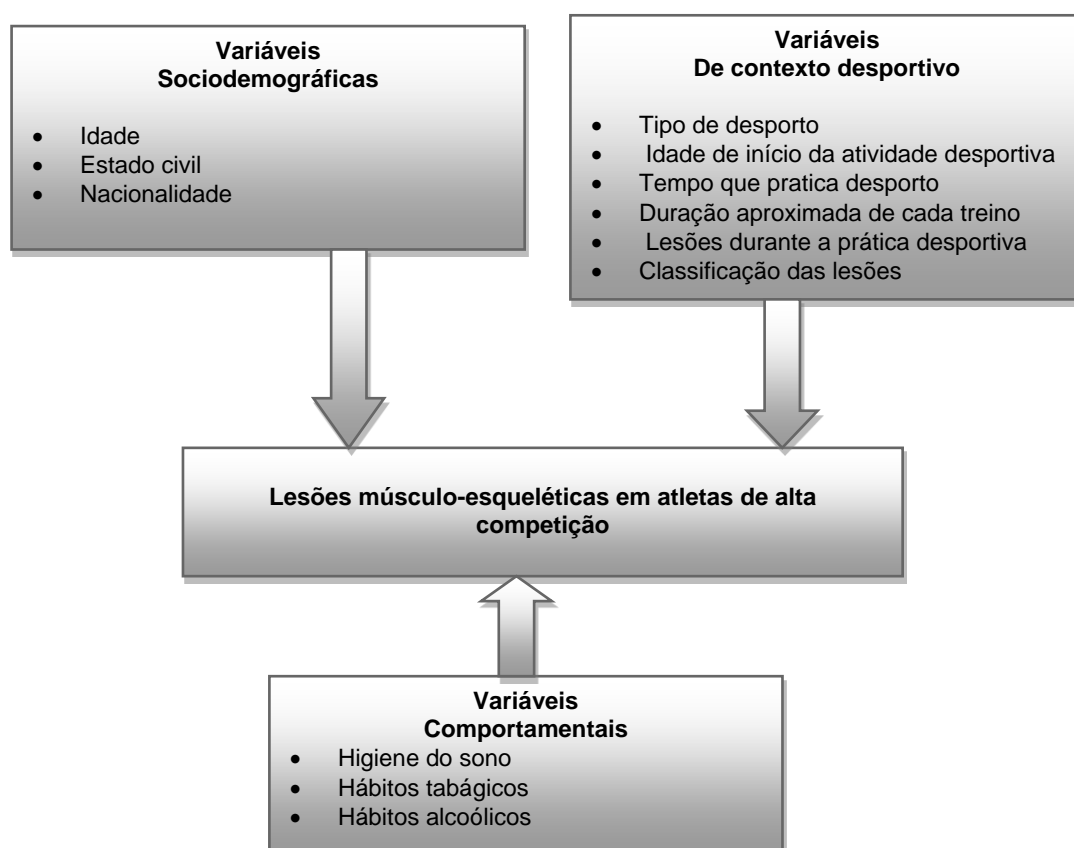 Variáveis
Sociodemográficas
• Idade
• Estado civil
• Nacionalidade
Variáveis
De contexto desportivo
• Tipo de desporto
• Idade de início da atividade desportiva
• Tempo que pratica desporto
• Duração aproximada de cada treino
• Lesões durante a prática desportiva
• Classificação das lesões
Lesões músculo-esqueléticas em atletas de alta
competição
Variáveis
Comportamentais
• Higiene do sono
• Hábitos tabágicos
• Hábitos alcoólicos